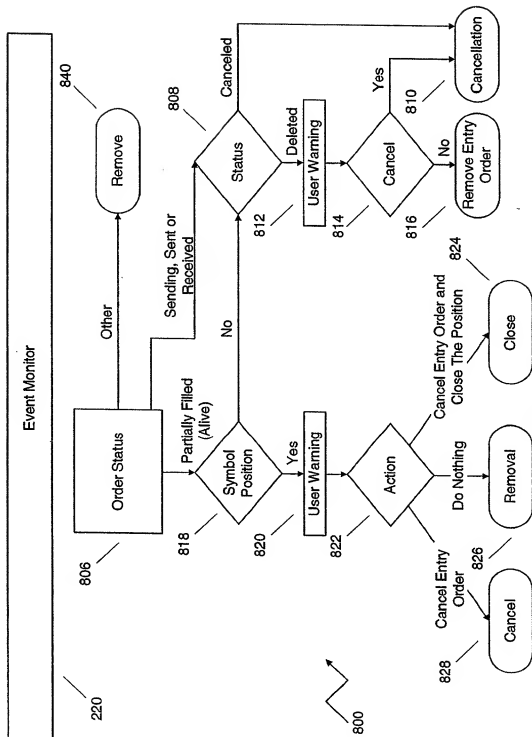 Event Monitor
220
840
Remove
Other
Order Status
806
Sending, Sent or
Received
808
Status
Canceled
Partially Filled
(Alive)
Symbol
Position
818
No
Deleted
812
User Warning
Yes
820
User Warning
814
Cancel
Yes
810
Cancellation
No
816
Remove Entry
Order
822
Action
Cancel Entry Order and
Close The Position
824
Close
Do Nothing
826
Removal
Cancel Entry
Order
828
Cancel
800